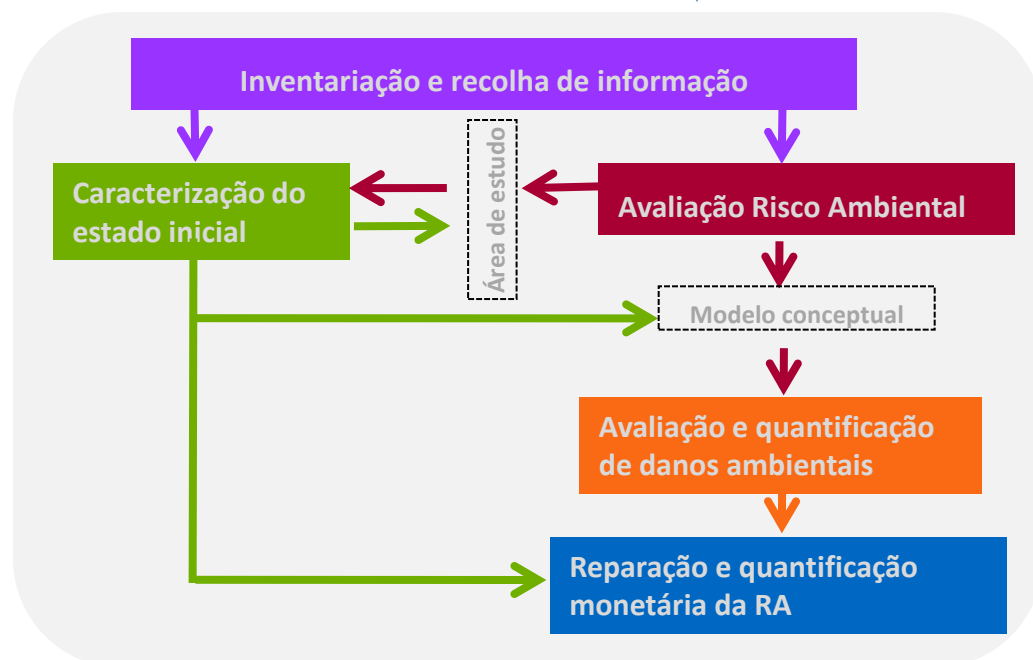 Inventariação e recolha de informação
Área de estudo
Caracterização do
estado inicial
Avaliação Risco Ambiental
Modelo conceptual
Avaliação e quantificação
de danos ambientais
Reparação e quantificação
monetária da RA